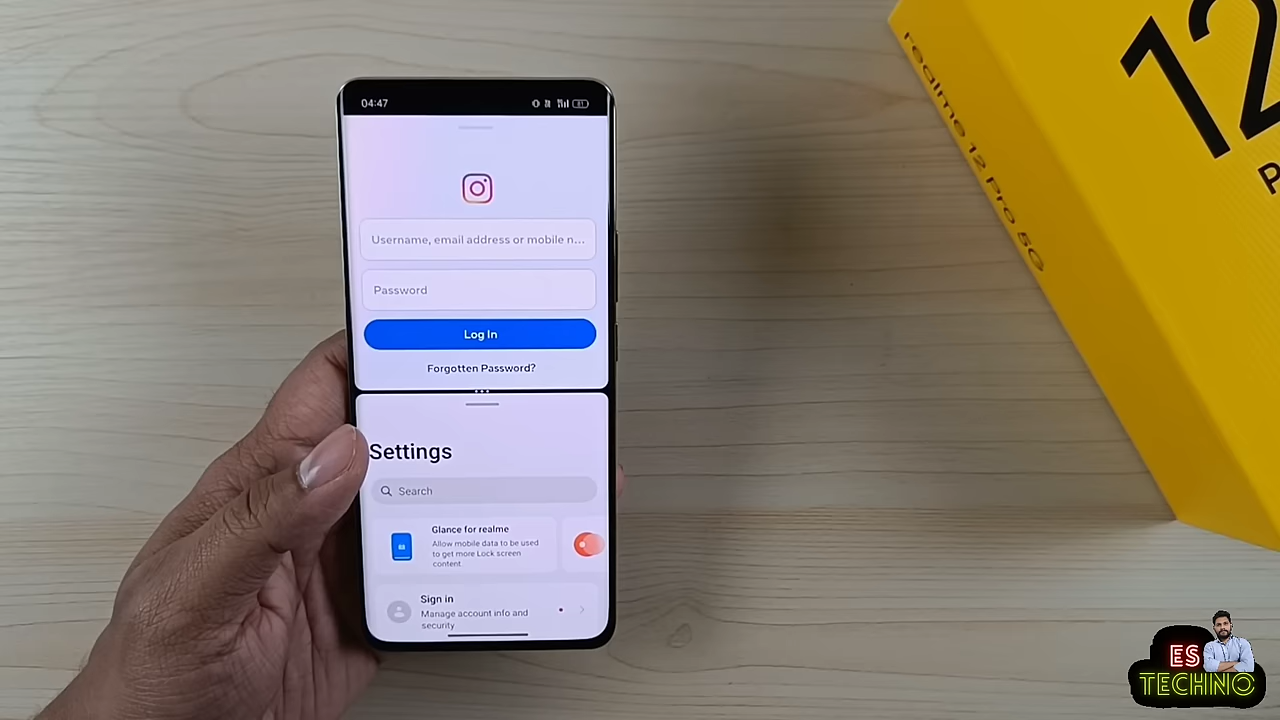 04:47
81
Username, email address or mobile n...
Password
Log In
Forgotten Password?
Settings
Search
Glance for realme
Allow mobile data to be used
to get more Lock screen
content.
Sign in
Manage account info and
security
realme 12 Pro 5G
12
P
ES
TECHNO